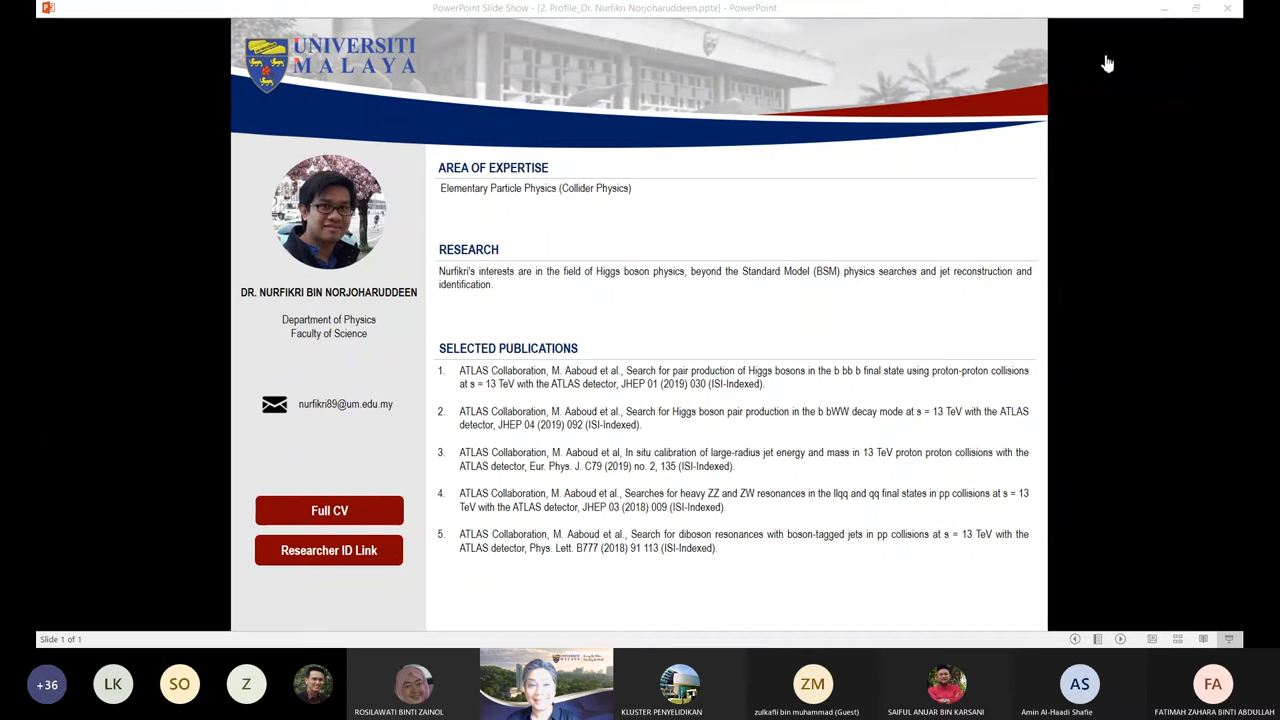 PowerPoint Slide Show - [2. Profile_Dr. Nurfikri Norjoharuddeen.pptx] - PowerPoint
UNIVERSITI
MALAYA
AREA OF EXPERTISE
Elementary Particle Physics (Collider Physics)
RESEARCH
Nurfikri's interests are in the field of Higgs boson physics, beyond the Standard Model (BSM) physics searches and jet reconstruction and
identification.
DR. NURFIKRI BIN NORJOHARUDDEEN
Department of Physics
Faculty of Science
nurfikri89@um.edu.my
Full CV
Researcher ID Link
SELECTED PUBLICATIONS
1. ATLAS Collaboration, M. Aaboud et al., Search for pair production of Higgs bosons in the b bb b final state using proton-proton collisions
at s = 13 TeV with the ATLAS detector, JHEP 01 (2019) 030 (ISI-Indexed).
2. ATLAS Collaboration, M. Aaboud et al., Search for Higgs boson pair production in the b bWW decay mode at s = 13 TeV with the ATLAS
detector, JHEP 04 (2019) 092 (ISI-Indexed).
3. ATLAS Collaboration, M. Aaboud et al, In situ calibration of large-radius jet energy and mass in 13 TeV proton proton collisions with the
ATLAS detector, Eur. Phys. J. C79 (2019) no. 2, 135 (ISI-Indexed).
4. ATLAS Collaboration, M. Aaboud et al., Searches for heavy ZZ and ZW resonances in the llqq and qq final states in pp collisions at s = 13
TeV with the ATLAS detector, JHEP 03 (2018) 009 (ISI-Indexed).
5. ATLAS Collaboration, M. Aaboud et al., Search for diboson resonances with boson-tagged jets in pp collisions at s = 13 TeV with the
ATLAS detector, Phys. Lett. B777 (2018) 91 113 (ISI-Indexed).
Slide 1 of 1
+36
LK
SO
Z
ROSILAWATI BINTI ZAINOL
UNIVERSITI
MALAYA
KLUSTER PENYELIDIKAN
ZM
zulkafli bin muhammad (Guest)
SAIFUL ANUAR BIN KARSANI
AS
Amin Al-Haadi Shafie
FA
FATIMAH ZAHARA BINTI ABDULLAH